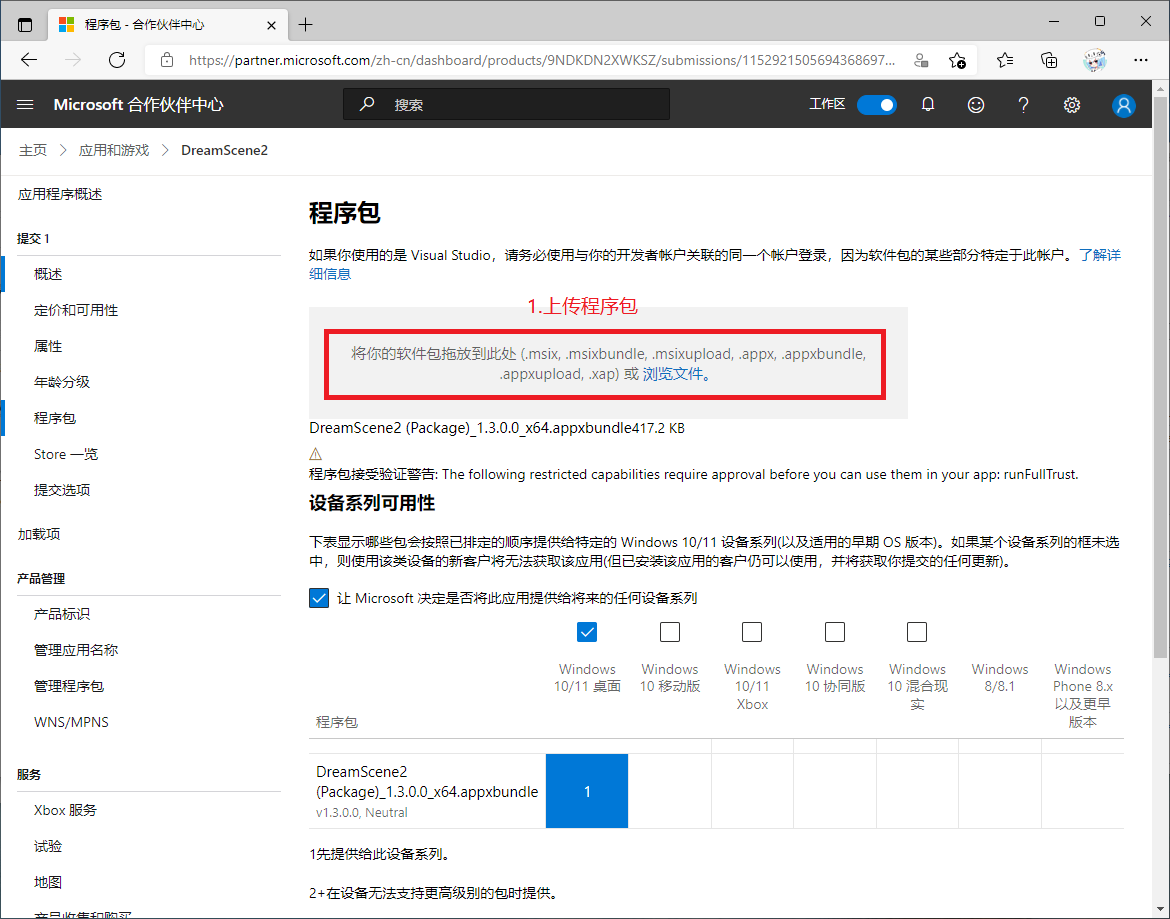 程序包 - 合作伙伴中心
https://partner.microsoft.com/zh-cn/dashboard/products/9NDKDN2XWKSZ/submissions/1152921505694368697...
Microsoft 合作伙伴中心
搜索
工作区
主页 > 应用和游戏 > DreamScene2
应用程序概述
提交 1
概述
定价和可用性
属性
年龄分级
程序包
Store 一览
提交选项
加载项
产品管理
产品标识
管理应用名称
管理程序包
WNS/MPNS
服务
Xbox 服务
试验
地图
产品收集和购买
程序包
如果你使用的是 Visual Studio，请务必使用与你的开发者帐户关联的同一个帐户登录，因为软件包的某些部分特定于此帐户。了解详
细信息
1.上传程序包
将你的软件包拖放到此处 (.msix, .msixbundle, .msixupload, .appx, .appxbundle,
.appxupload, .xap) 或 浏览文件。
DreamScene2 (Package)_1.3.0.0_x64.appxbundle417.2 KB
程序包接受验证警告: The following restricted capabilities require approval before you can use them in your app: runFullTrust.
设备系列可用性
下表显示哪些包会按照已排定的顺序提供给特定的 Windows 10/11 设备系列(以及适用的早期 OS 版本)。如果某个设备系列的框未选
中，则使用该类设备的新客户将无法获取该应用(但已安装该应用的客户仍可以使用，并将获取你提交的任何更新)。
让 Microsoft 决定是否将此应用提供给将来的任何设备系列
程序包
Windows
10/11 桌面
Windows
10 移动版
Windows
10/11
Xbox
Windows
10 协同版
Windows
10 混合现
实
Windows
8/8.1
Windows
Phone 8.x
以及更早
版本
DreamScene2
(Package)_1.3.0.0_x64.appxbundle
v1.3.0.0, Neutral
1
1先提供给此设备系列。
2+在设备无法支持更高级别的包时提供。